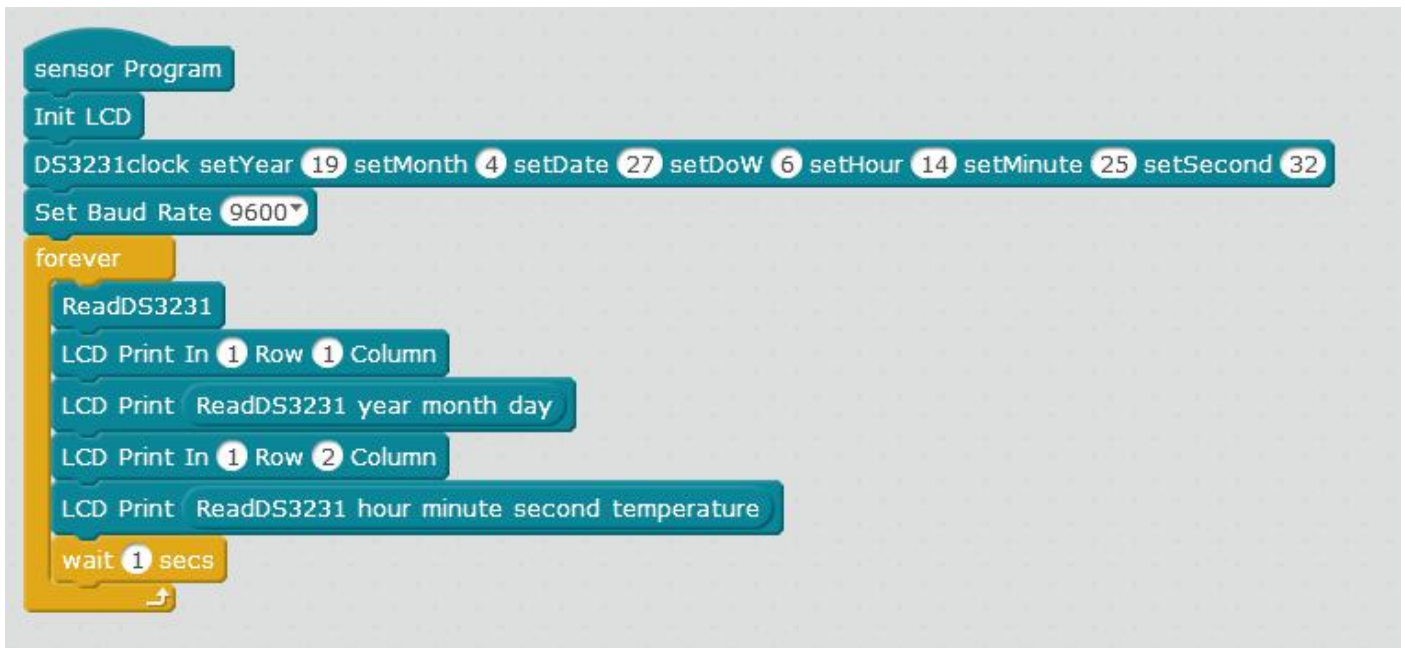 sensor Program
Init LCD
DS3231clock setYear 19 setMonth 4 setDate 27 setDoW 6 setHour 14 setMinute 25 setSecond 32
Set Baud Rate 9600
forever
ReadDS3231
LCD Print In 1 Row 1 Column
LCD Print ReadDS3231 year month day
LCD Print In 1 Row 2 Column
LCD Print ReadDS3231 hour minute second temperature
wait 1 secs